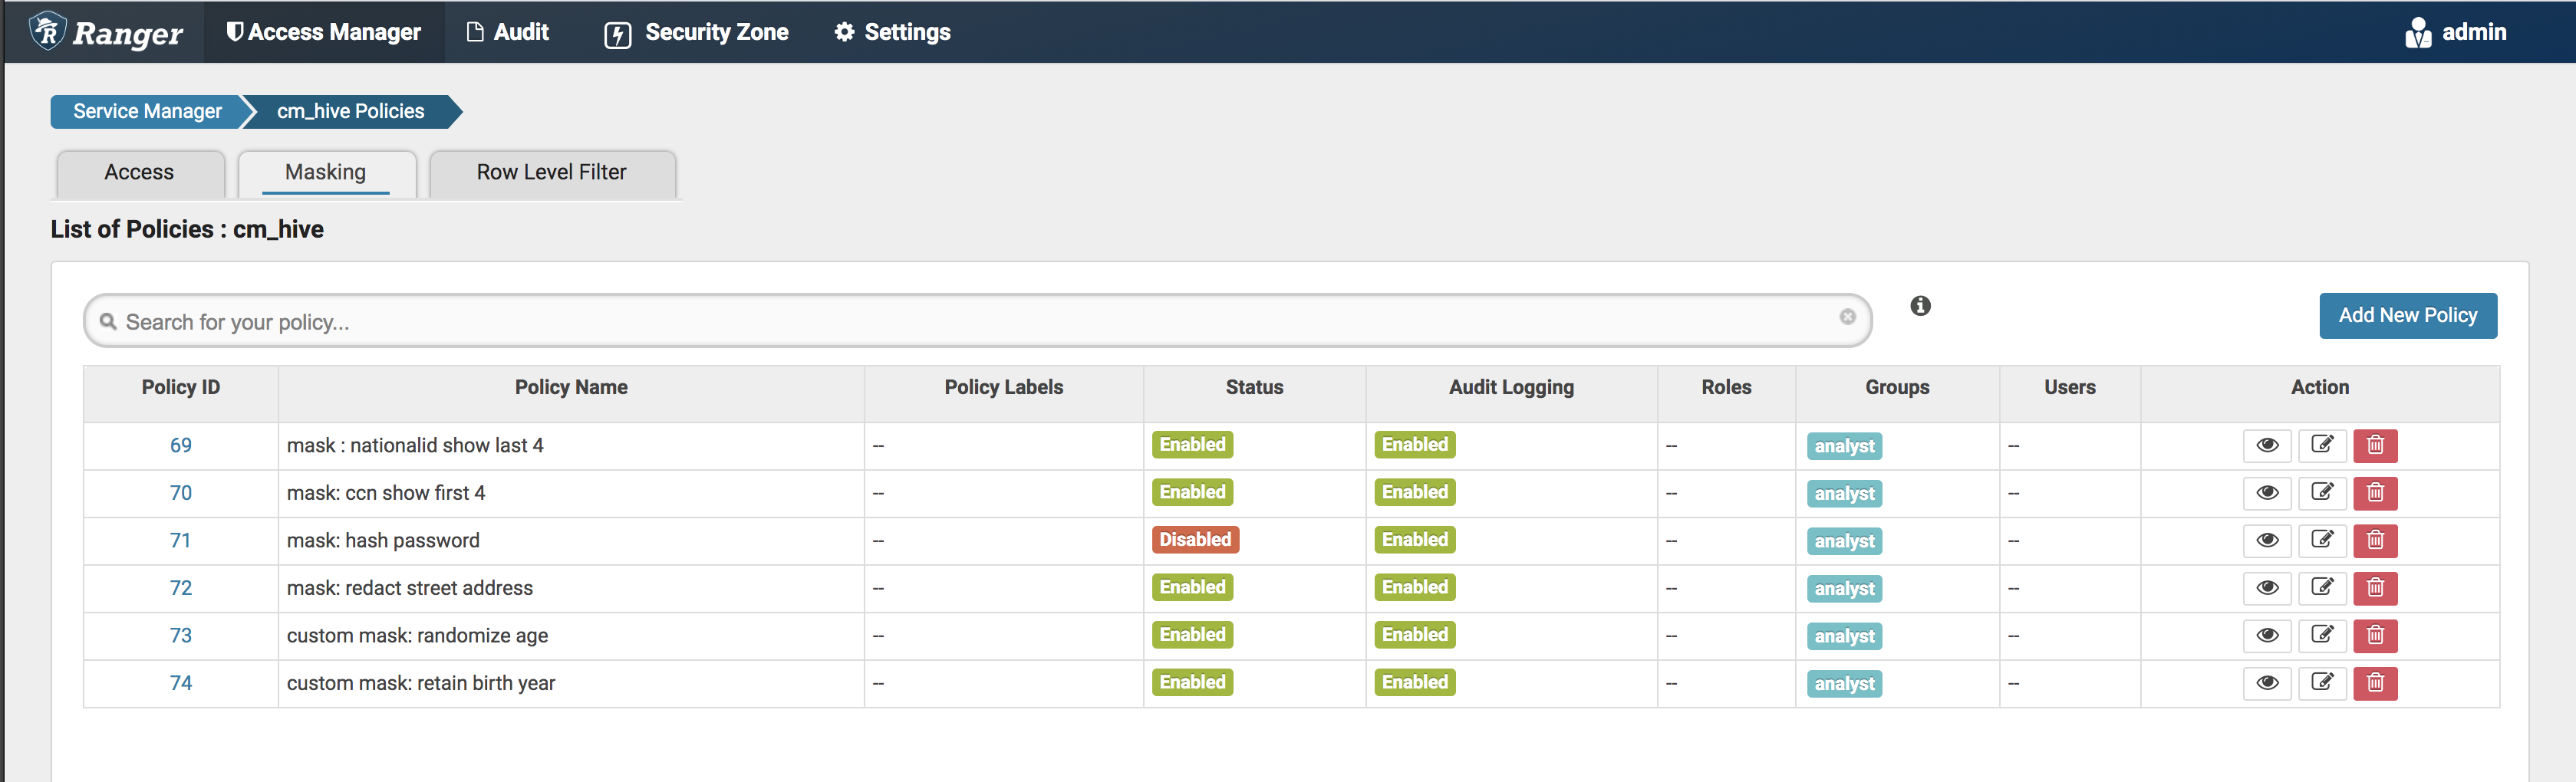 Ranger Access Manager Audit Security Zone Settings admin
Service Manager cm_hive Policies
Access Masking Row Level Filter
List of Policies : cm_hive
Search for your policy... Add New Policy
Policy ID Policy Name Policy Labels Status Audit Logging Roles Groups Users Action
69 mask : nationalid show last 4 -- Enabled Enabled -- analyst --
70 mask: ccn show first 4 -- Enabled Enabled -- analyst --
71 mask: hash password -- Disabled Enabled -- analyst --
72 mask: redact street address -- Enabled Enabled -- analyst --
73 custom mask: randomize age -- Enabled Enabled -- analyst --
74 custom mask: retain birth year -- Enabled Enabled -- analyst --